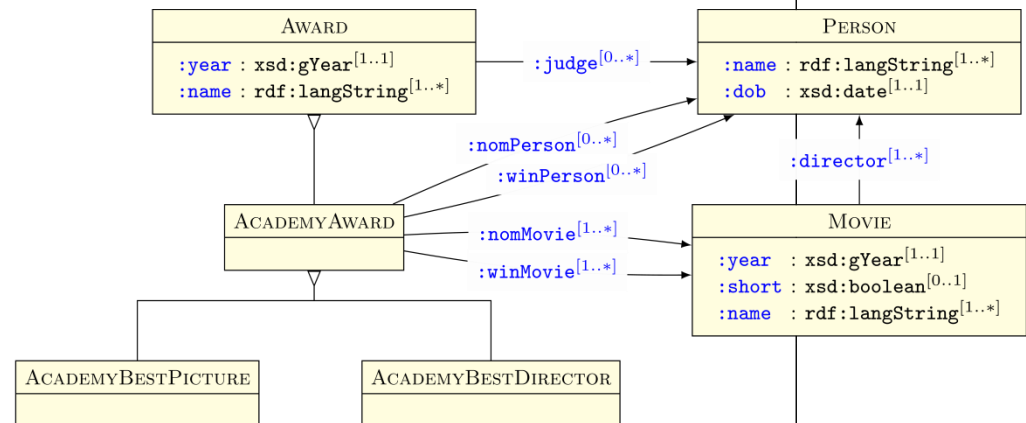 AWARD
:year : xsd:gYear[1..1]
:name : rdf:langString[1..*]
:judge[0..*]
PERSON
:name : rdf:langString[1..*]
:dob : xsd:date[1..1]
:nomPerson[0..*]
:winPerson[0..*]
:director[1..*]
ACADEMYAWARD
:nomMovie[1..*]
:winMovie[1..*]
MOVIE
:year : xsd:gYear[1..1]
:short : xsd:boolean[0..1]
:name : rdf:langString[1..*]
ACADEMYBESTPICTURE
ACADEMYBESTDIRECTOR